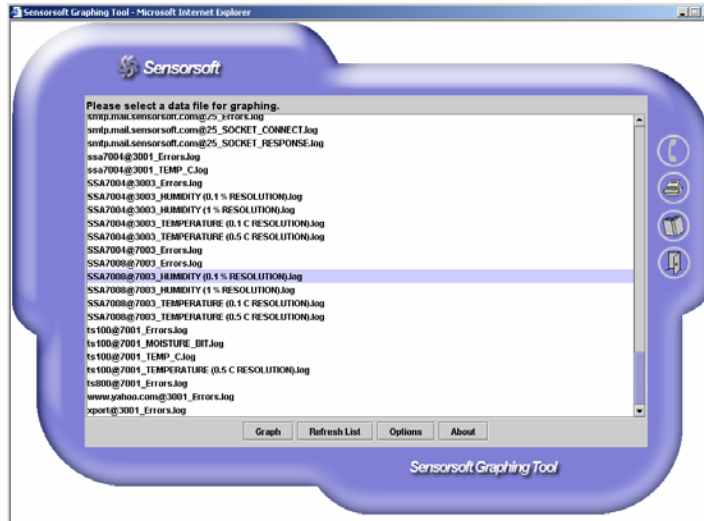 Sensorsoft Graphing Tool - Microsoft Internet Explorer
Sensorsoft
Please select a data file for graphing.
smtp.mail.sensorsoft.com@25_Errors.log
smtp.mail.sensorsoft.com@25_SOCKET_CONNECT.log
smtp.mail.sensorsoft.com@25_SOCKET_RESPONSE.log
ssa7004@3001_Errors.log
ssa7004@3001_TEMP_C.log
SSA7004@3003_Errors.log
SSA7004@3003_HUMIDITY (0.1 % RESOLUTION).log
SSA7004@3003_HUMIDITY (1 % RESOLUTION).log
SSA7004@3003_TEMPERATURE (0.1 C RESOLUTION).log
SSA7004@3003_TEMPERATURE (0.5 C RESOLUTION).log
SSA7004@7003_Errors.log
SSA7008@7003_Errors.log
SSA7008@7003_HUMIDITY (0.1 % RESOLUTION).log
SSA7008@7003_HUMIDITY (1 % RESOLUTION).log
SSA7008@7003_TEMPERATURE (0.1 C RESOLUTION).log
SSA7008@7003_TEMPERATURE (0.5 C RESOLUTION).log
ts100@7001_Errors.log
ts100@7001_MOISTURE_BIT.log
ts100@7001_TEMP_C.log
ts100@7001_TEMPERATURE (0.5 C RESOLUTION).log
ts800@7001_Errors.log
www.yahoo.com@3001_Errors.log
xport@3001_Errors.log
Graph Refresh List Options About
Sensorsoft Graphing Tool